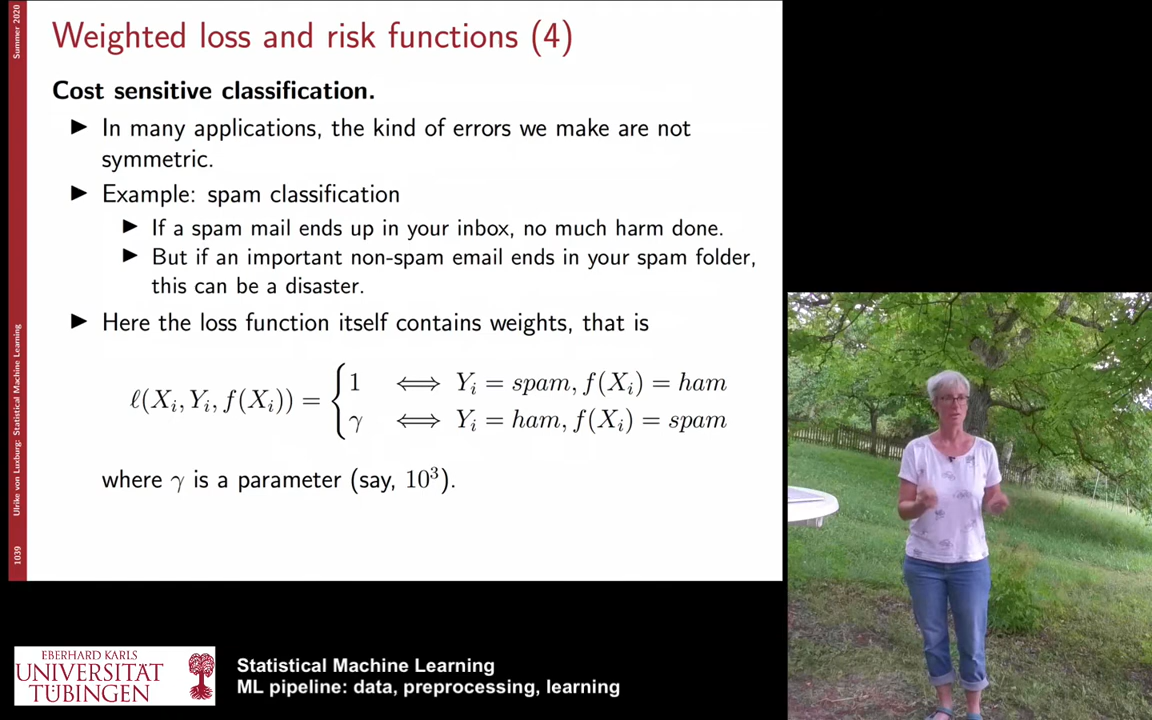 Summer 2020
Weighted loss and risk functions (4)
Cost sensitive classification.
▶ In many applications, the kind of errors we make are not
symmetric.
▶ Example: spam classification
▶ If a spam mail ends up in your inbox, no much harm done.
▶ But if an important non-spam email ends in your spam folder,
this can be a disaster.
▶ Here the loss function itself contains weights, that is
ℓ(Xᵢ, Yᵢ, f(Xᵢ)) = { 1 ⟺ Yᵢ = spam, f(Xᵢ) = ham
γ ⟺ Yᵢ = ham, f(Xᵢ) = spam
where γ is a parameter (say, 10³).
Ulrike von Luxburg: Statistical Machine Learning
1039
EBERHARD KARLS
UNIVERSITÄT
TÜBINGEN
Statistical Machine Learning
ML pipeline: data, preprocessing, learning